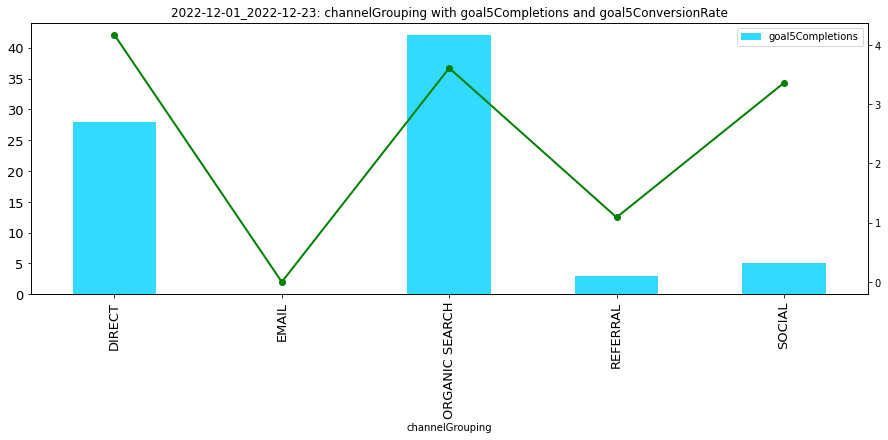 2022-12-01_2022-12-23: channelGrouping with goal5Completions and goal5ConversionRate
goal5Completions
40
35
30
25
20
15
10
5
0
4
3
2
1
0
DIRECT
EMAIL
ORGANIC SEARCH
REFERRAL
SOCIAL
channelGrouping